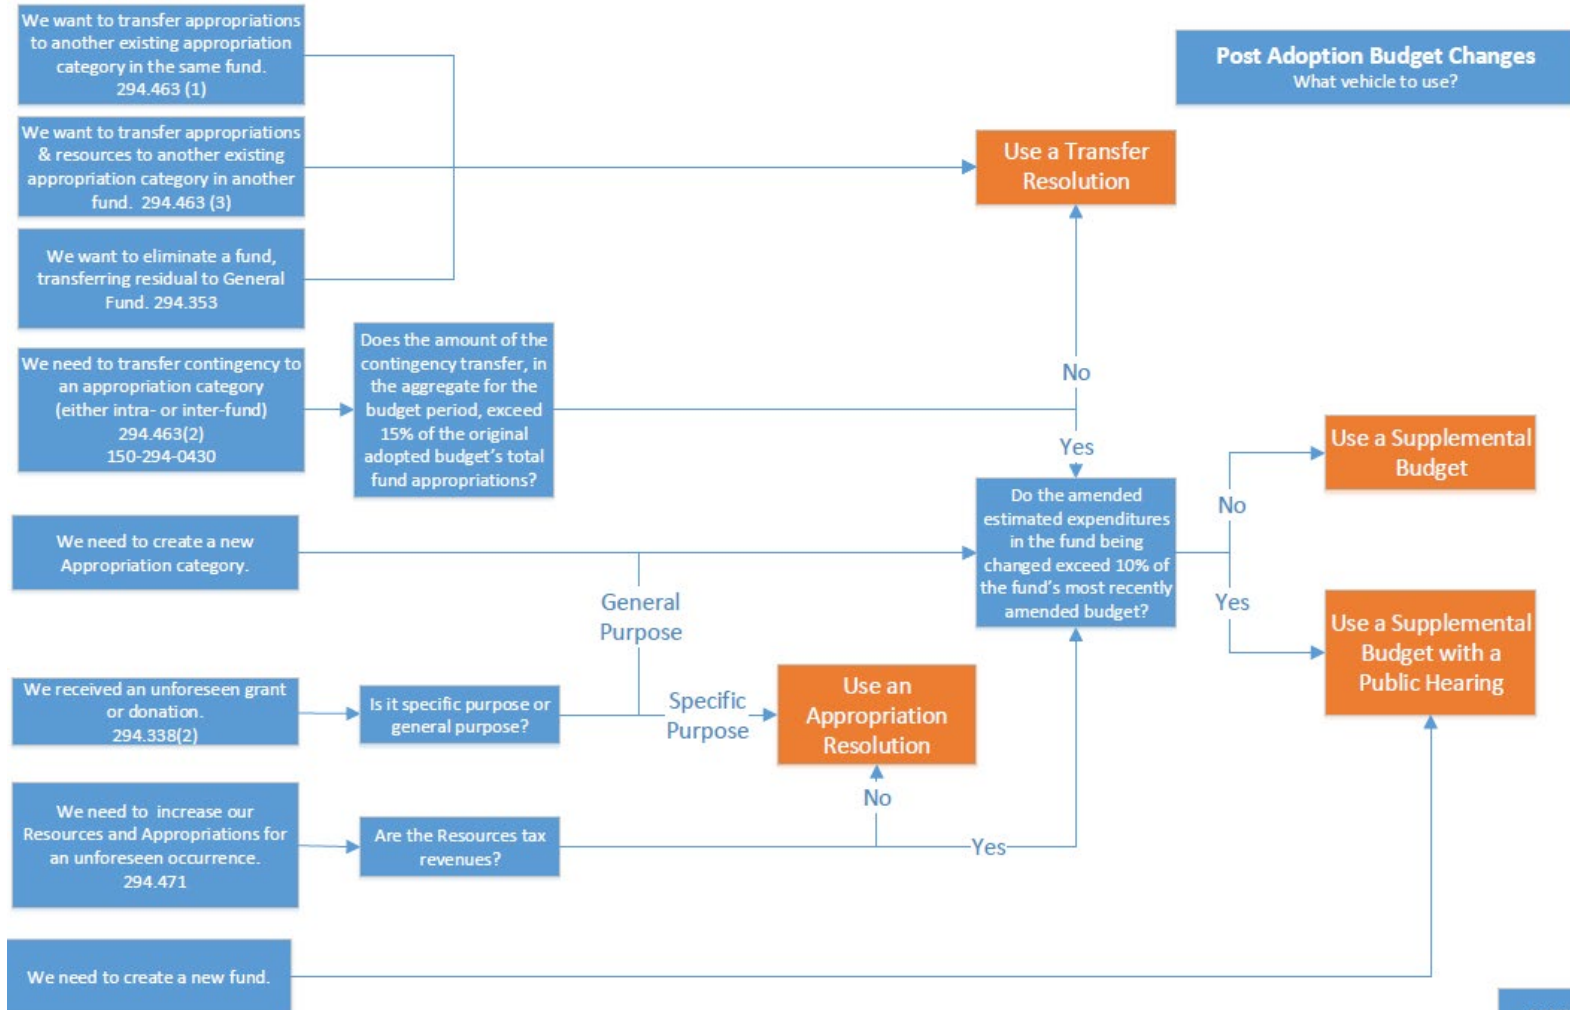 We want to transfer appropriations
to another existing appropriation
category in the same fund.
294.463 (1)
Post Adoption Budget Changes
What vehicle to use?
We want to transfer appropriations
& resources to another existing
appropriation category in another
fund. 294.463 (3)
Use a Transfer
Resolution
We want to eliminate a fund,
transferring residual to General
Fund. 294.353
We need to transfer contingency to
an appropriation category
(either intra- or inter-fund)
294.463(2)
150-294-0430
Does the amount of the
contingency transfer, in
the aggregate for the
budget period, exceed
15% of the original
adopted budget’s total
fund appropriations?
No
Yes
Use a Supplemental
Budget
We need to create a new
Appropriation category.
Do the amended
estimated expenditures
in the fund being
changed exceed 10% of
the fund’s most recently
amended budget?
No
Yes
General
Purpose
Use a Supplemental
Budget with a
Public Hearing
We received an unforeseen grant
or donation.
294.338(2)
Is it specific purpose or
general purpose?
Specific
Purpose
Use an
Appropriation
Resolution
We need to increase our
Resources and Appropriations for
an unforeseen occurrence.
294.471
Are the Resources tax
revenues?
No
Yes
We need to create a new fund.